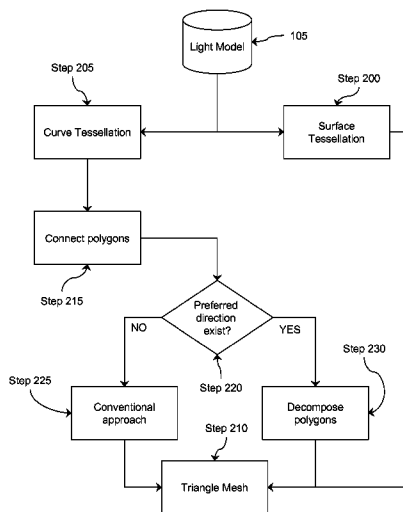 Light Model
105
Step 205
Step 200
Curve Tessellation
Surface
Tessellation
Connect polygons
Step 215
Preferred
direction
exist?
NO
YES
Step 220
Step 225
Step 230
Conventional
approach
Decompose
polygons
Step 210
Triangle Mesh